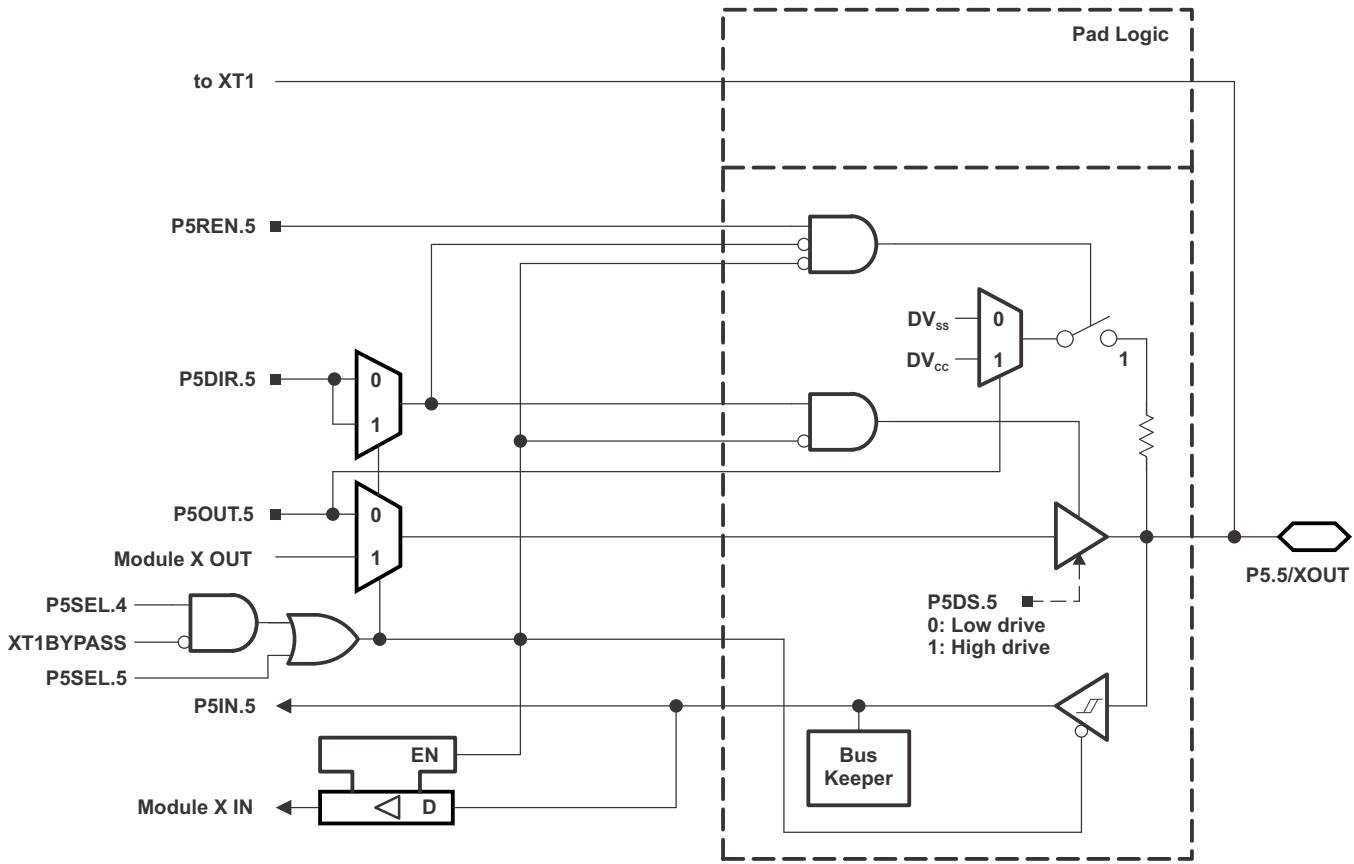 Pad Logic
to XT1
P5REN.5
DVss
0
DVcc
1
1
P5DIR.5
0
1
P5OUT.5
0
Module X OUT
1
P5.5/XOUT
P5SEL.4
XT1BYPASS
P5SEL.5
P5DS.5
0: Low drive
1: High drive
P5IN.5
EN
Bus
Keeper
Module X IN
D